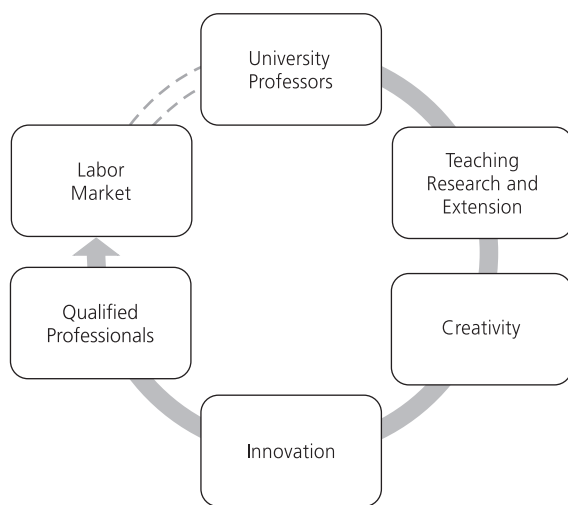 University
Professors
Teaching
Research and
Extension
Creativity
Innovation
Qualified
Professionals
Labor
Market